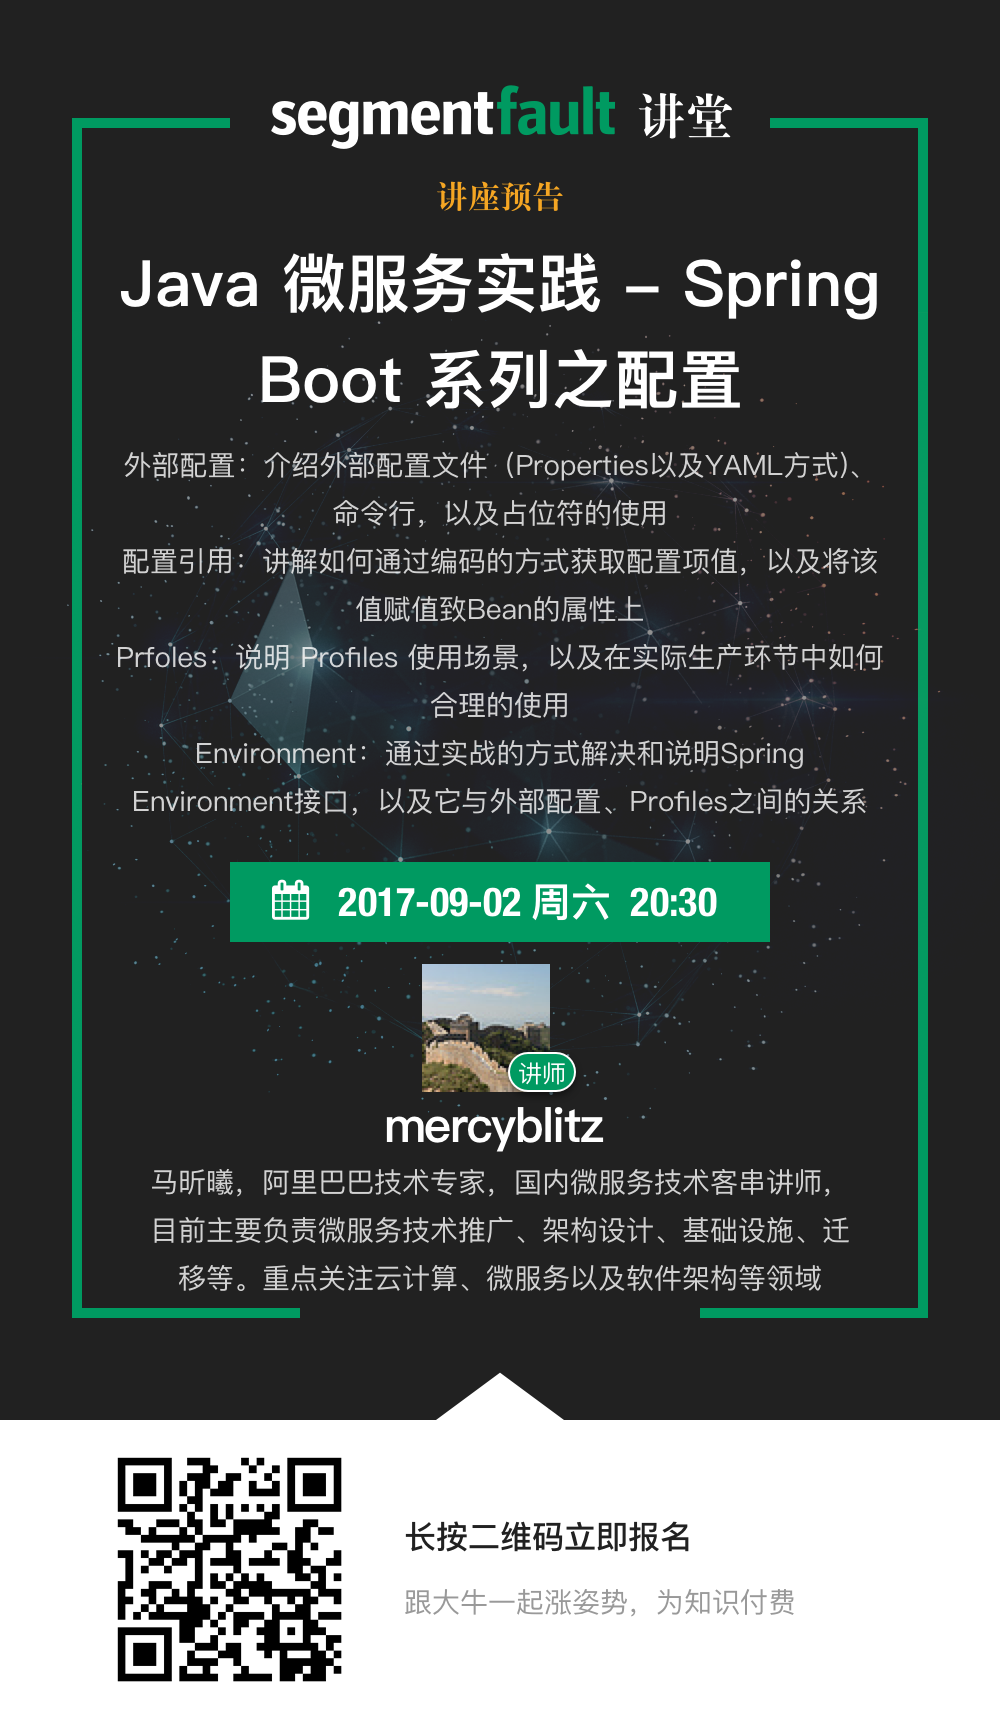 segmentfault 讲堂
讲座预告
Java 微服务实践 – Spring
Boot 系列之配置
外部配置：介绍外部配置文件（Properties以及YAML方式）、
命令行，以及占位符的使用
配置引用：讲解如何通过编码的方式获取配置项值，以及将该
值赋值致Bean的属性上
Prfoles：说明 Profiles 使用场景，以及在实际生产环节中如何
合理的使用
Environment：通过实战的方式解决和说明Spring
Environment接口，以及它与外部配置、Profiles之间的关系
2017-09-02 周六 20:30
讲师
mercyblitz
马昕曦，阿里巴巴技术专家，国内微服务技术客串讲师，
目前主要负责微服务技术推广、架构设计、基础设施、迁
移等。重点关注云计算、微服务以及软件架构等领域
长按二维码立即报名
跟大牛一起涨姿势，为知识付费